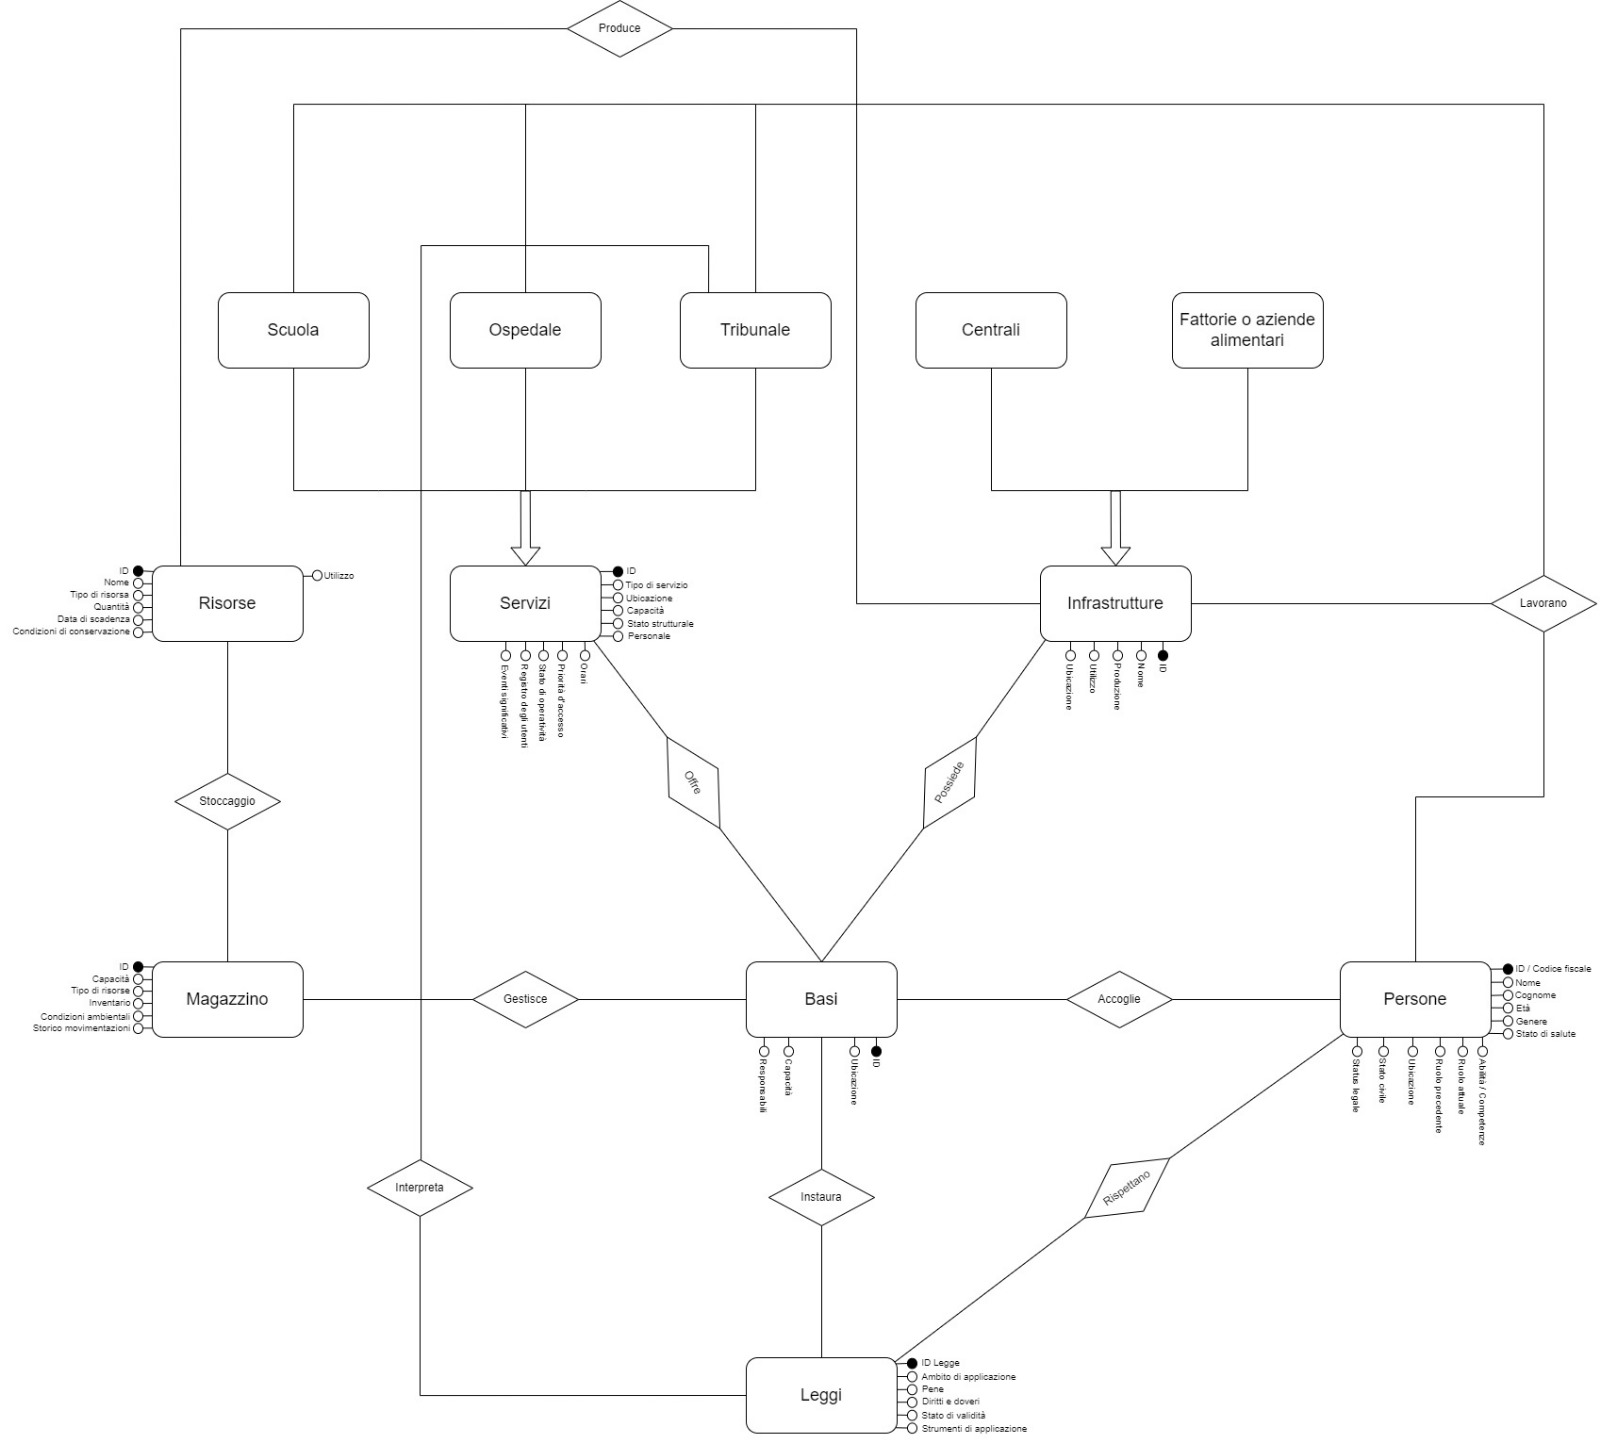 Produce
Scuola
Ospedale
Tribunale
Centrali
Fattorie o aziende
alimentari
ID
Nome
Tipo di risorsa
Quantità
Data di scadenza
Condizioni di conservazione
Risorse
Utilizzo
Servizi
ID
Tipo di servizio
Ubicazione
Capacità
Stato strutturale
Personale
Eventi significativi
Registro degli utenti
Stato di operatività
Priorità d'accesso
Orari
Infrastrutture
Ubicazione
Utilizzo
Produzione
Nome
ID
Lavorano
Stoccaggio
Offre
Possiede
ID
Capacità
Tipo di risorse
Inventario
Condizioni ambientali
Storico movimentazioni
Magazzino
Gestisce
Basi
Responsabili
Capacità
Ubicazione
ID
Accoglie
Persone
ID / Codice fiscale
Nome
Cognome
Età
Genere
Stato di salute
Status legale
Stato civile
Ubicazione
Ruolo precedente
Ruolo attuale
Abilità / Competenze
Interpreta
Instaura
Rispettano
Leggi
ID Legge
Ambito di applicazione
Pene
Diritti e doveri
Stato di validità
Strumenti di applicazione